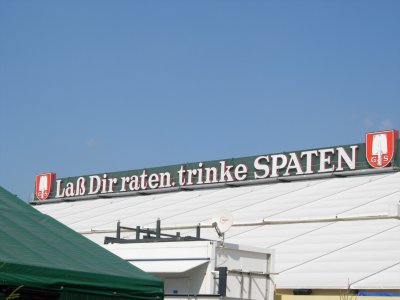 G S Laß Dir raten, trinke SPATEN G S